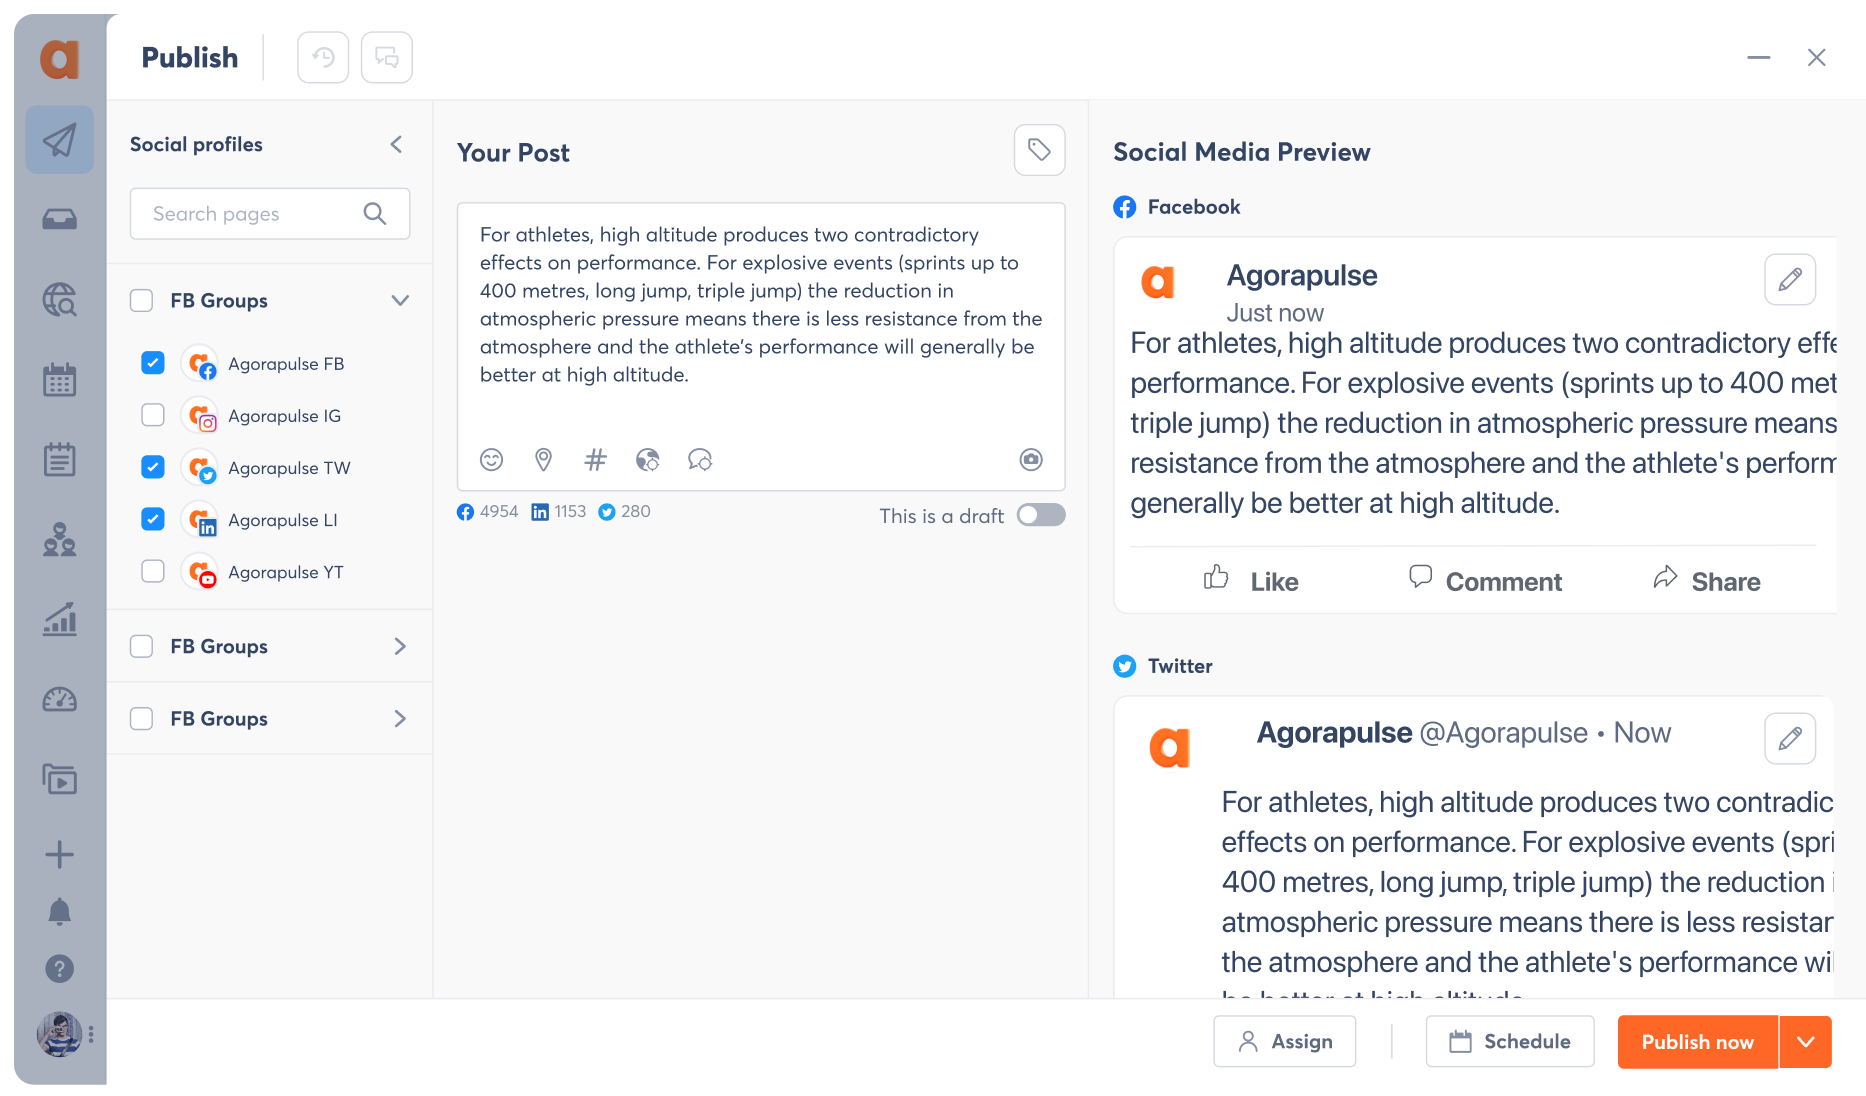 Publish
Social profiles
Search pages
FB Groups
Agorapulse FB
Agorapulse IG
Agorapulse TW
Agorapulse LI
Agorapulse YT
FB Groups
FB Groups
Your Post
For athletes, high altitude produces two contradictory
effects on performance. For explosive events (sprints up to
400 metres, long jump, triple jump) the reduction in
atmospheric pressure means there is less resistance from the
atmosphere and the athlete's performance will generally be
better at high altitude.
4954 1153 280
This is a draft
Social Media Preview
Facebook
Agorapulse
Just now
For athletes, high altitude produces two contradictory effe
performance. For explosive events (sprints up to 400 met
triple jump) the reduction in atmospheric pressure means
resistance from the atmosphere and the athlete's perform
generally be better at high altitude.
Like Comment Share
Twitter
Agorapulse @Agorapulse • Now
For athletes, high altitude produces two contradic
effects on performance. For explosive events (spri
400 metres, long jump, triple jump) the reduction i
atmospheric pressure means there is less resistan
the atmosphere and the athlete's performance wil
be better at high altitude.
Assign
Schedule
Publish now